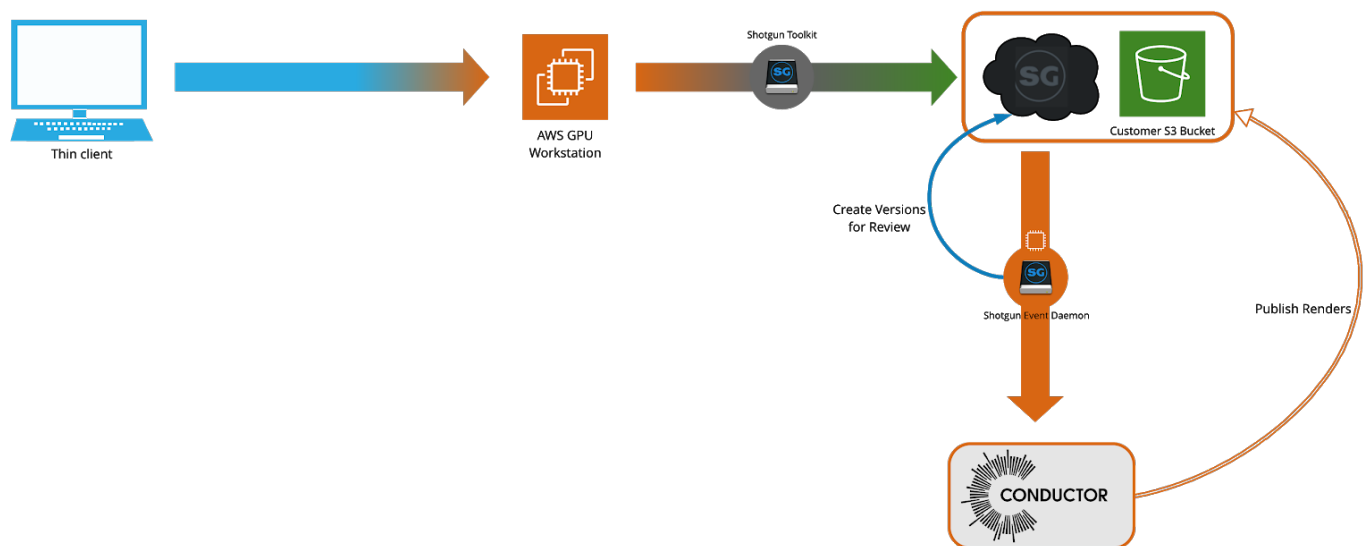 Shotgun Toolkit
SG
SG
Thin client
AWS GPU
Workstation
Customer S3 Bucket
Create Versions
for Review
SG
Shotgun Event Daemon
Publish Renders
CONDUCTOR